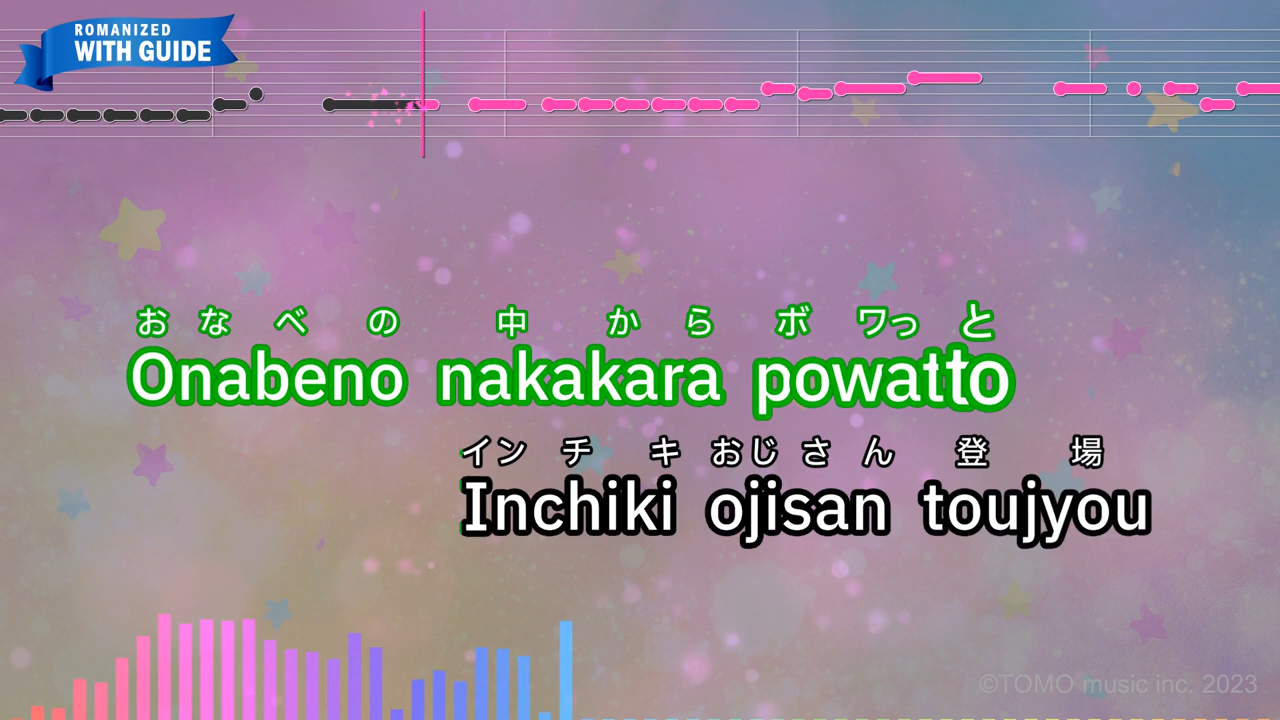 ROMANIZED
WITH GUIDE
おなべの 中から ボワっと
Onabeno nakakara powatto
インチキ おじさん 登場
Inchiki ojisan toujyou
©TOMO music inc. 2023